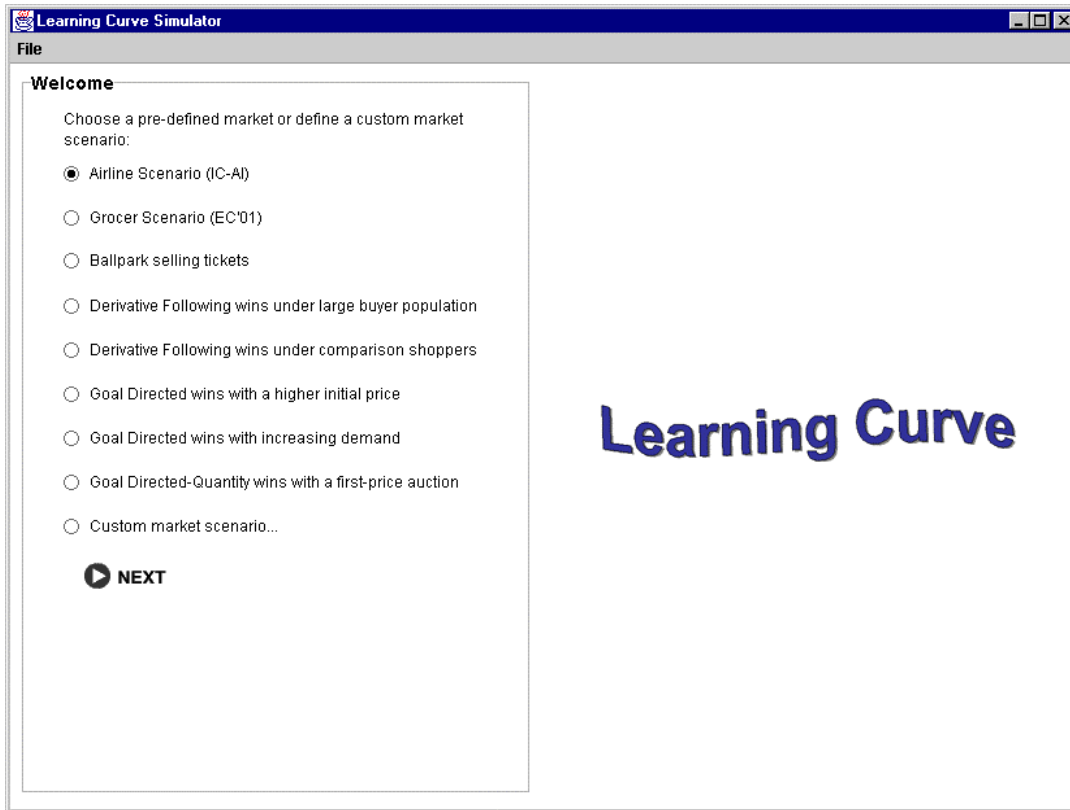 Learning Curve Simulator
File
Welcome
Choose a pre-defined market or define a custom market
scenario:
Airline Scenario (IC-AI)
Grocer Scenario (EC'01)
Ballpark selling tickets
Derivative Following wins under large buyer population
Derivative Following wins under comparison shoppers
Goal Directed wins with a higher initial price
Goal Directed wins with increasing demand
Goal Directed-Quantity wins with a first-price auction
Custom market scenario...
NEXT
Learning Curve